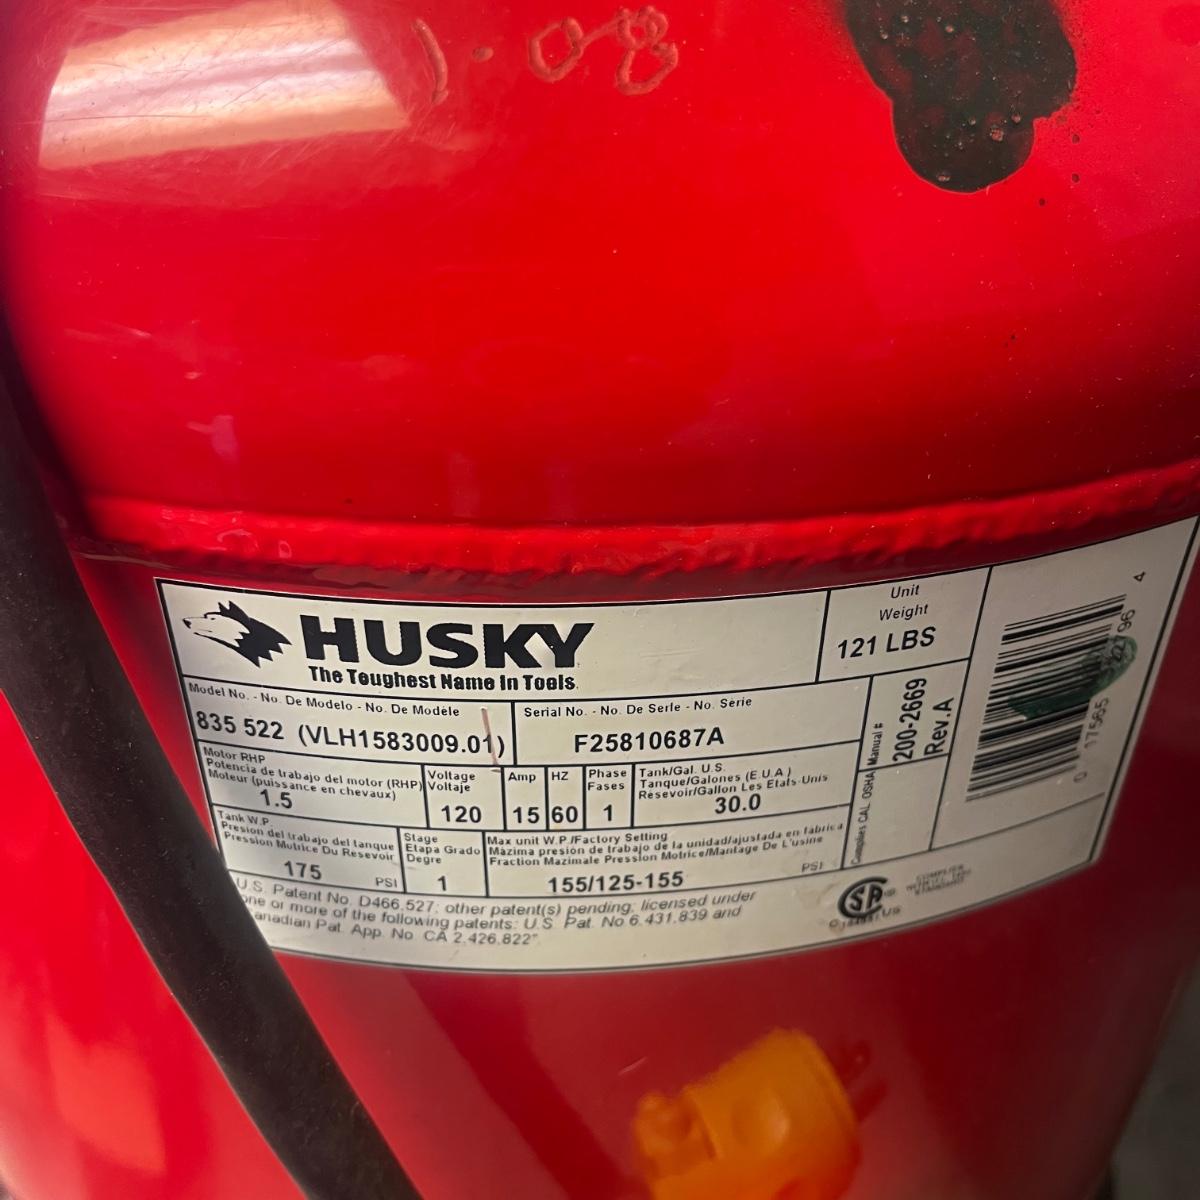 1.08
HUSKY
The Toughest Name In Tools.
Unit
Weight
121 LBS
Model No. - No. De Modelo - No. De Modèle
835 522 (VLH1583009.01)
Serial No. - No. De Serie - No. Série
F25810687A
Manual #
200-2669
Rev.A
Complies CAL OSHA
Motor RHP
Potencia de trabajo del motor (RHP)
Moteur (puissance en chevaux)
1.5
Voltage
Voltaje
120
Amp
15
HZ
60
Phase
Fases
1
Tank/Gal. U.S.
Tanque/Galones (E.U.A.)
Résevoir/Gallon Les Etats-Unis
30.0
Tank W.P.
Presion del trabajo del tanque
Pression Motrice Du Resevoir
175
PSI
Stage
Etapa Grado
Degre
1
Max unit W.P./Factory Setting
Mazima presión de trabajo de la unidad/ajustada en fabrica
Fraction Mazimale Pression Motrice/Mantage De L'usine
155/125-155
PSI
U.S. Patent No. D466,527; other patent(s) pending; licensed under
one or more of the following patents: U.S. Pat. No 6,431,839 and
anadian Pat. App. No. CA 2,426,822"